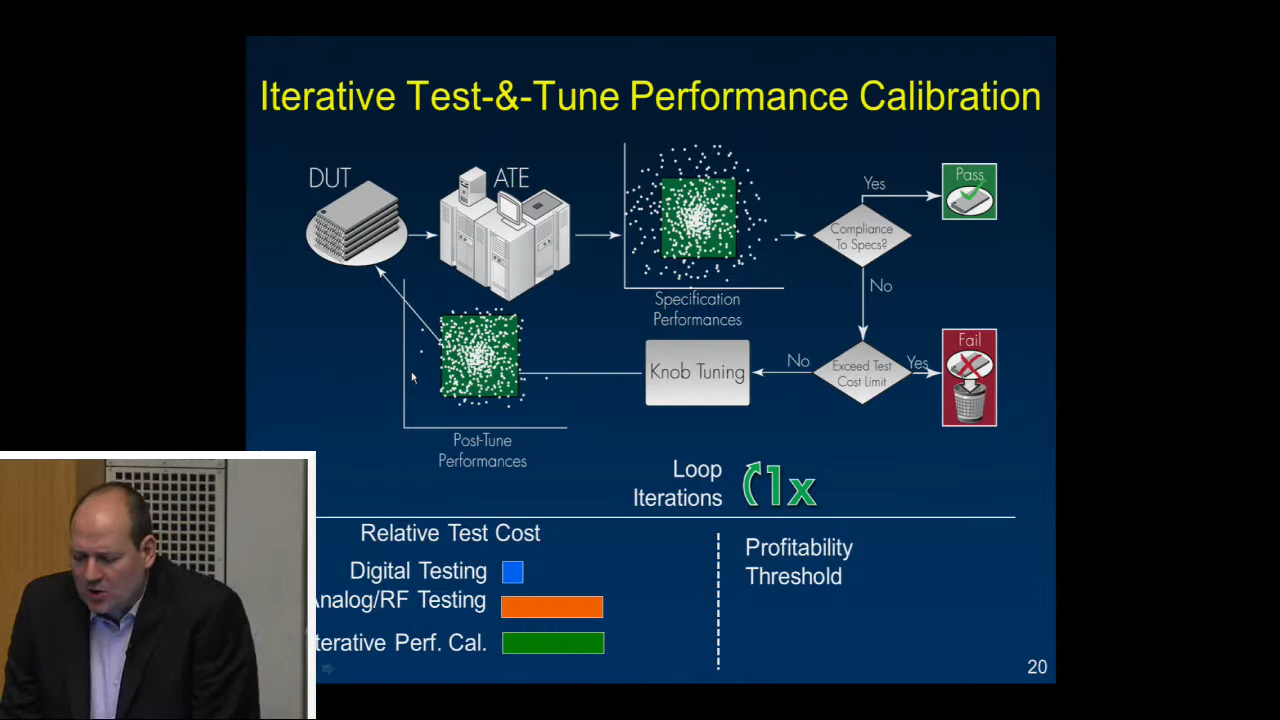 Iterative Test-&-Tune Performance Calibration
DUT
ATE
Yes
Pass
Compliance
To Specs?
No
Specification
Performances
Fail
Knob Tuning
No
Exceed Test
Cost Limit
Yes
Post-Tune
Performances
Loop
Iterations
1x
Relative Test Cost
Digital Testing
Analog/RF Testing
terative Perf. Cal.
Profitability
Threshold
20